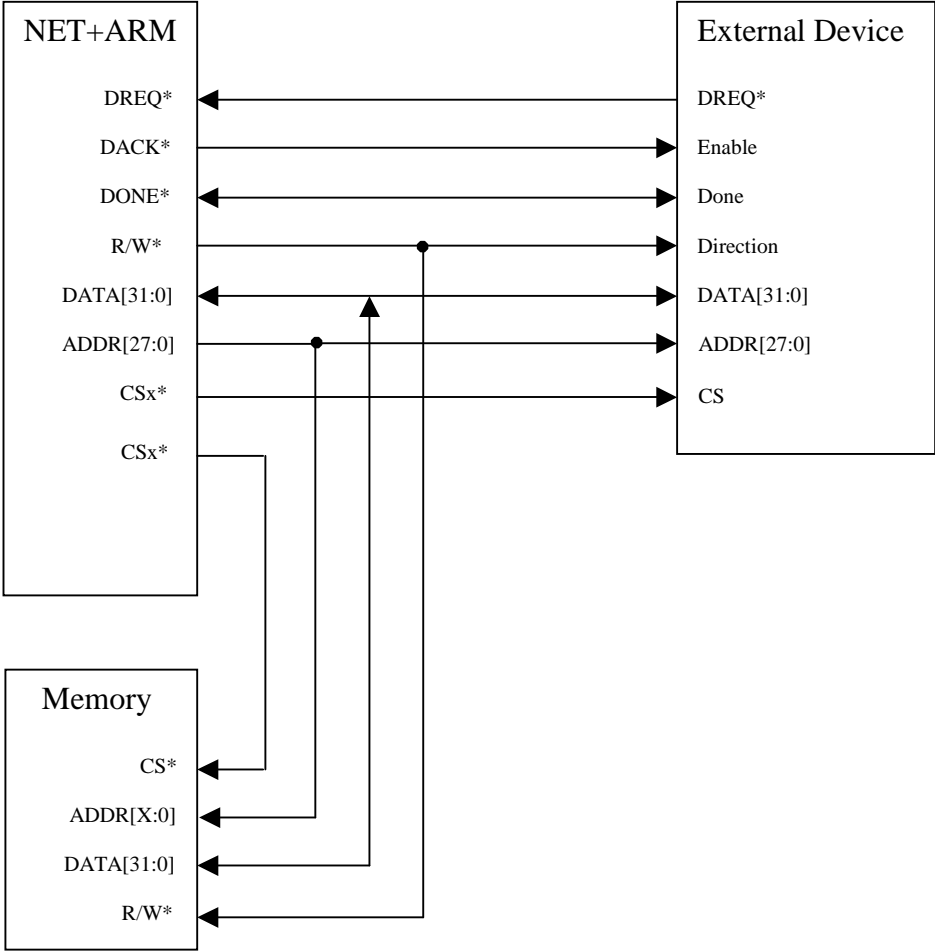 NET+ARM
External Device
DREQ*
DREQ*
DACK*
Enable
DONE*
Done
R/W*
Direction
DATA[31:0]
DATA[31:0]
ADDR[27:0]
ADDR[27:0]
CSx*
CS
CSx*
Memory
CS*
ADDR[X:0]
DATA[31:0]
R/W*